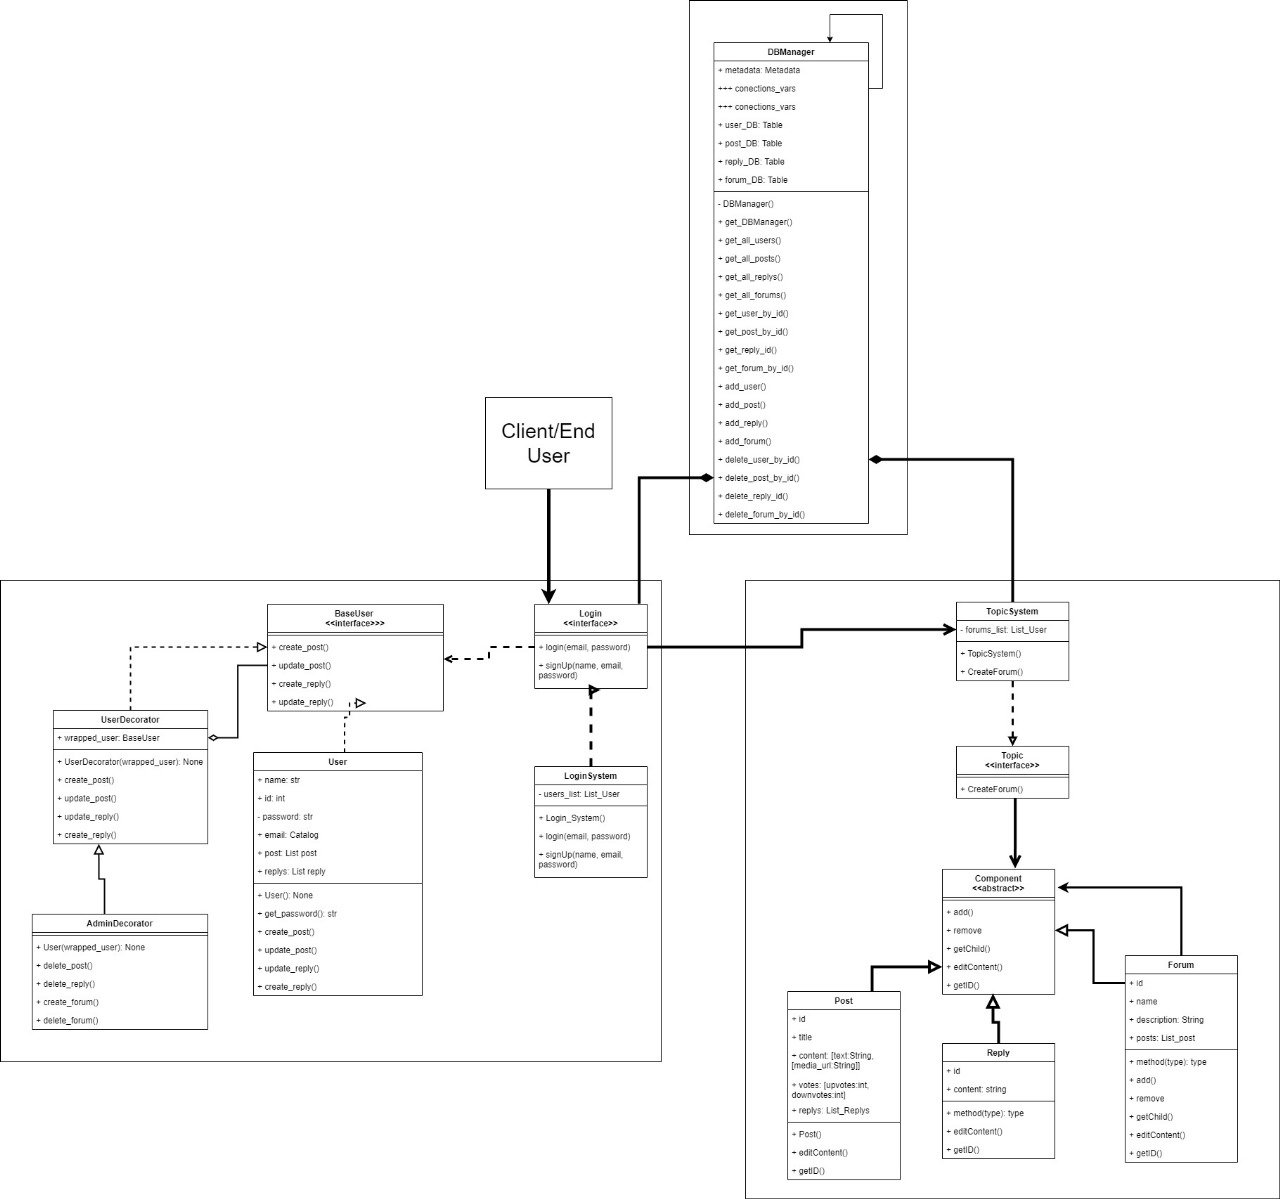 DBManager
+ metadata: Metadata
+++ conections_vars
+++ conections_vars
+ user_DB: Table
+ post_DB: Table
+ reply_DB: Table
+ forum_DB: Table
- DBManager()
+ get_DBManager()
+ get_all_users()
+ get_all_posts()
+ get_all_replys()
+ get_all_forums()
+ get_user_by_id()
+ get_post_by_id()
+ get_reply_id()
+ get_forum_by_id()
+ add_user()
+ add_post()
+ add_reply()
+ add_forum()
+ delete_user_by_id()
+ delete_post_by_id()
+ delete_reply_id()
+ delete_forum_by_id()
Client/End
User
BaseUser
<<interface>>>
+ create_post()
+ update_post()
+ create_reply()
+ update_reply()
Login
<<interface>>
+ login(email, password)
+ signUp(name, email,
password)
UserDecorator
+ wrapped_user: BaseUser
+ UserDecorator(wrapped_user): None
+ create_post()
+ update_post()
+ update_reply()
+ create_reply()
User
+ name: str
+ id: int
- password: str
+ email: Catalog
+ post: List post
+ replys: List reply
+ User(): None
+ get_password(): str
+ create_post()
+ update_post()
+ update_reply()
+ create_reply()
LoginSystem
- users_list: List_User
+ Login_System()
+ login(email, password)
+ signUp(name, email,
password)
AdminDecorator
+ User(wrapped_user): None
+ delete_post()
+ delete_reply()
+ create_forum()
+ delete_forum()
TopicSystem
- forums_list: List_User
+ TopicSystem()
+ CreateForum()
Topic
<<interface>>
+ CreateForum()
Component
<<abstract>>
+ add()
+ remove
+ getChild()
+ editContent()
+ getID()
Post
+ id
+ title
+ content: [text:String,
[media_url:String]]
+ votes: [upvotes:int,
downvotes:int]
+ replys: List_Replys
+ Post()
+ editContent()
+ getID()
Reply
+ id
+ content: string
+ method(type): type
+ editContent()
+ getID()
Forum
+ id
+ name
+ description: String
+ posts: List_post
+ method(type): type
+ add()
+ remove
+ getChild()
+ editContent()
+ getID()